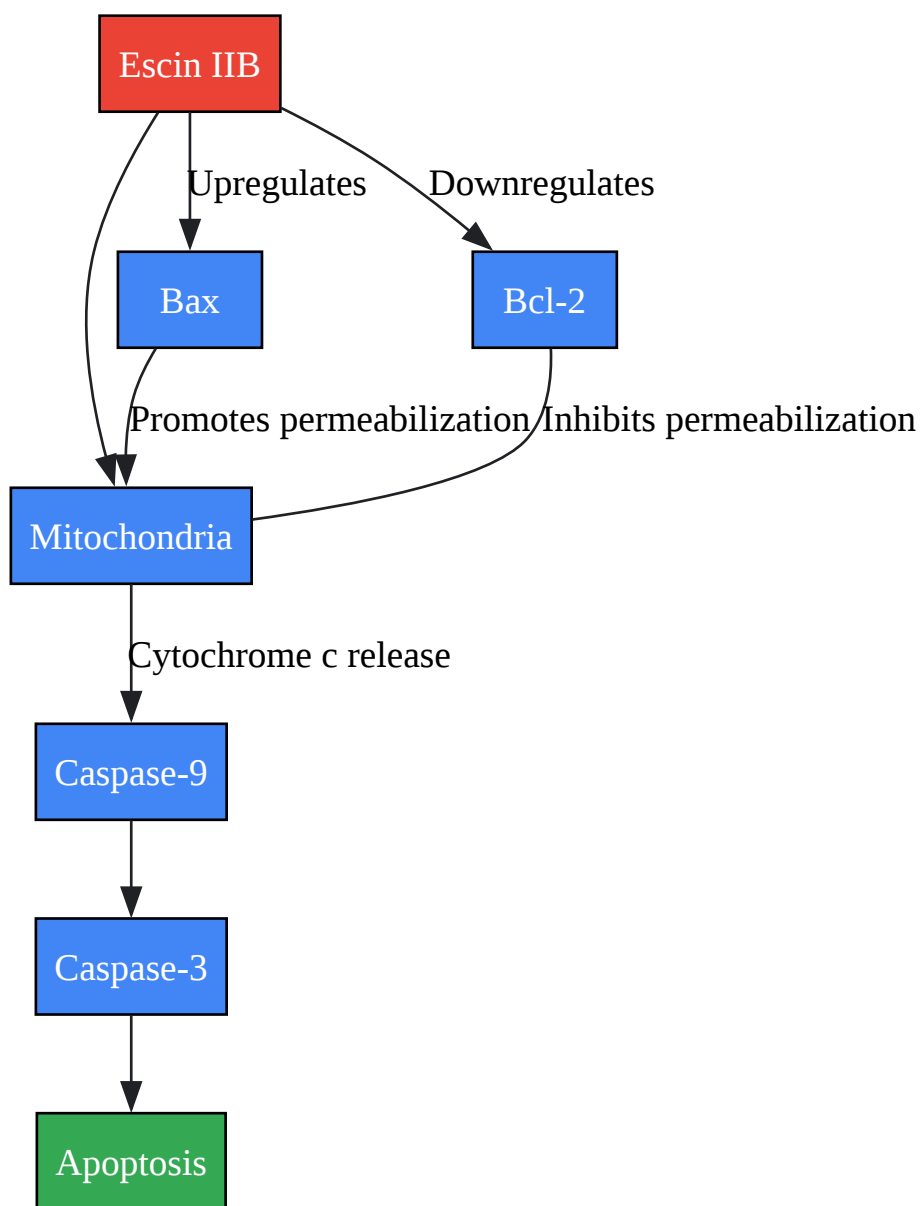 Escin IIB
Upregulates
Downregulates
Bax
Bcl-2
Promotes permeabilization
Inhibits permeabilization
Mitochondria
Cytochrome c release
Caspase-9
Caspase-3
Apoptosis